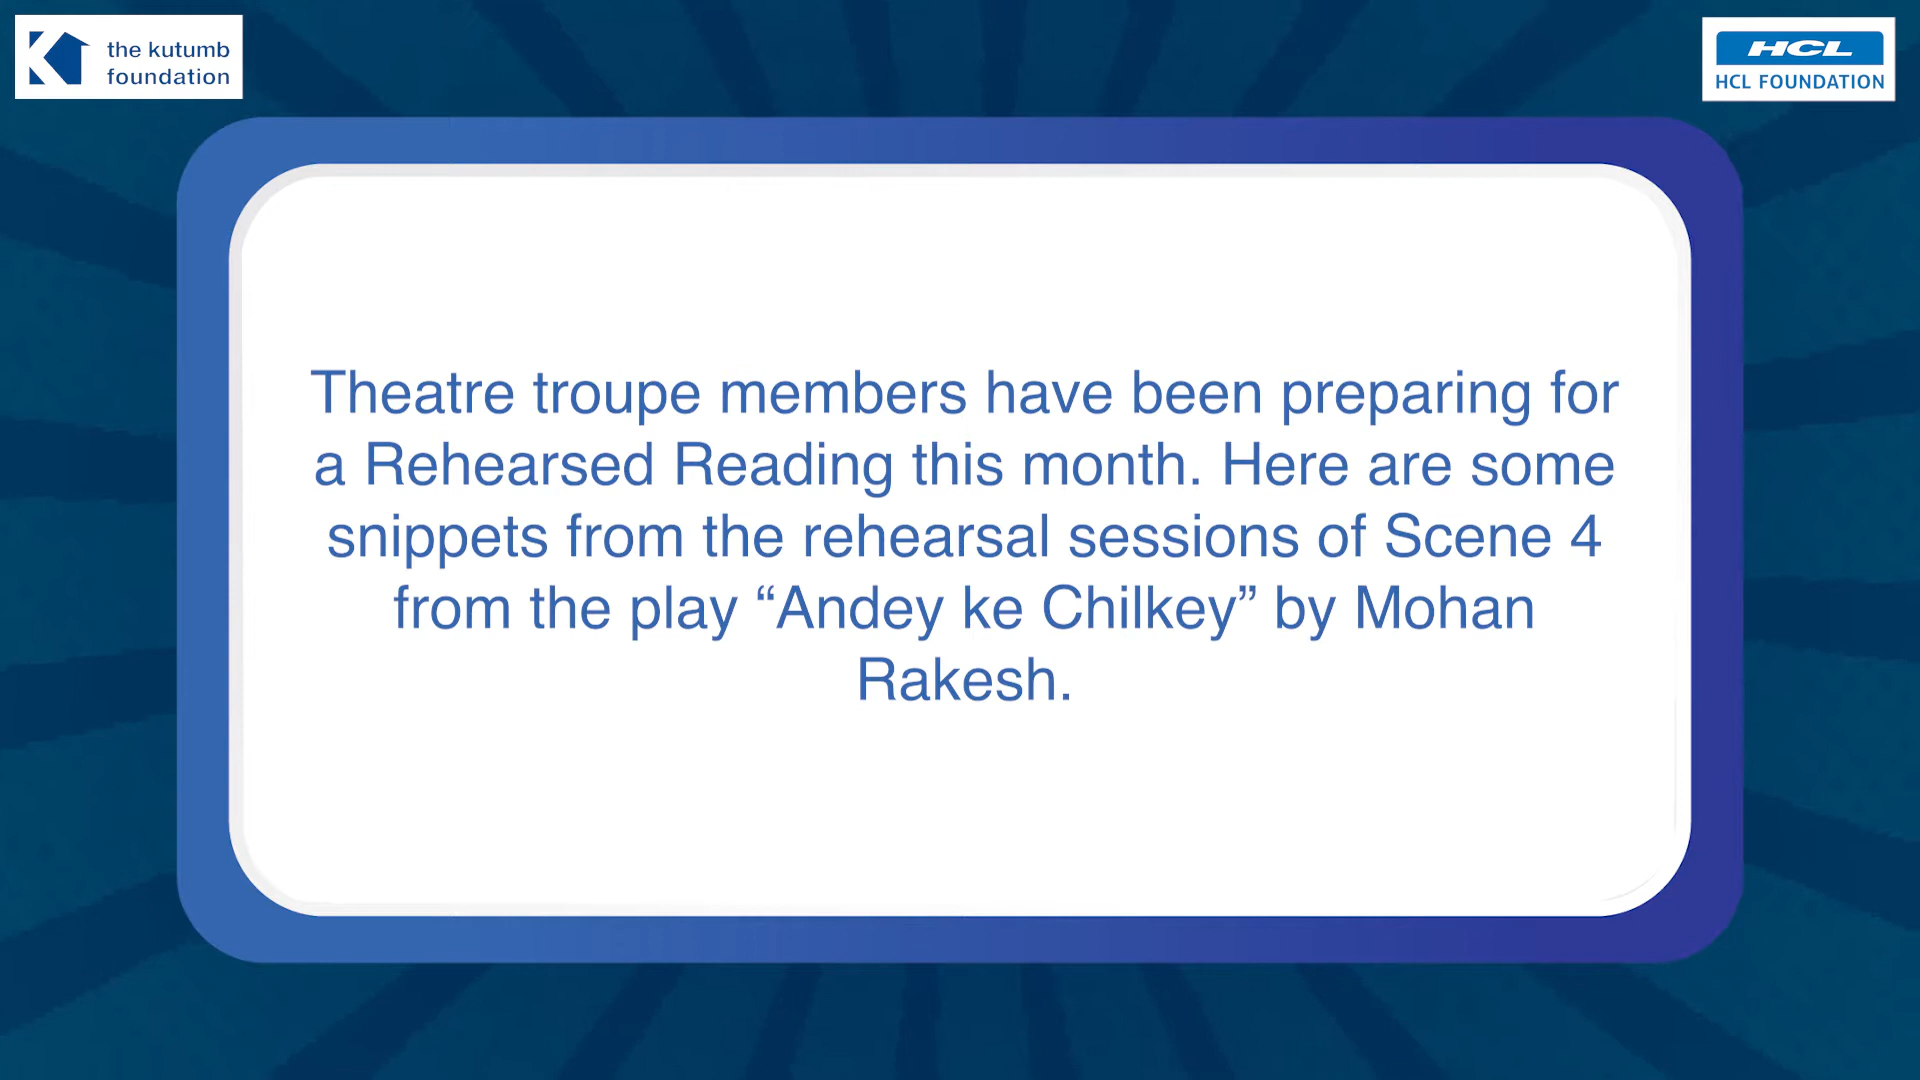 the kutumb
foundation
HCL
HCL FOUNDATION
Theatre troupe members have been preparing for
a Rehearsed Reading this month. Here are some
snippets from the rehearsal sessions of Scene 4
from the play “Andey ke Chilkey” by Mohan
Rakesh.